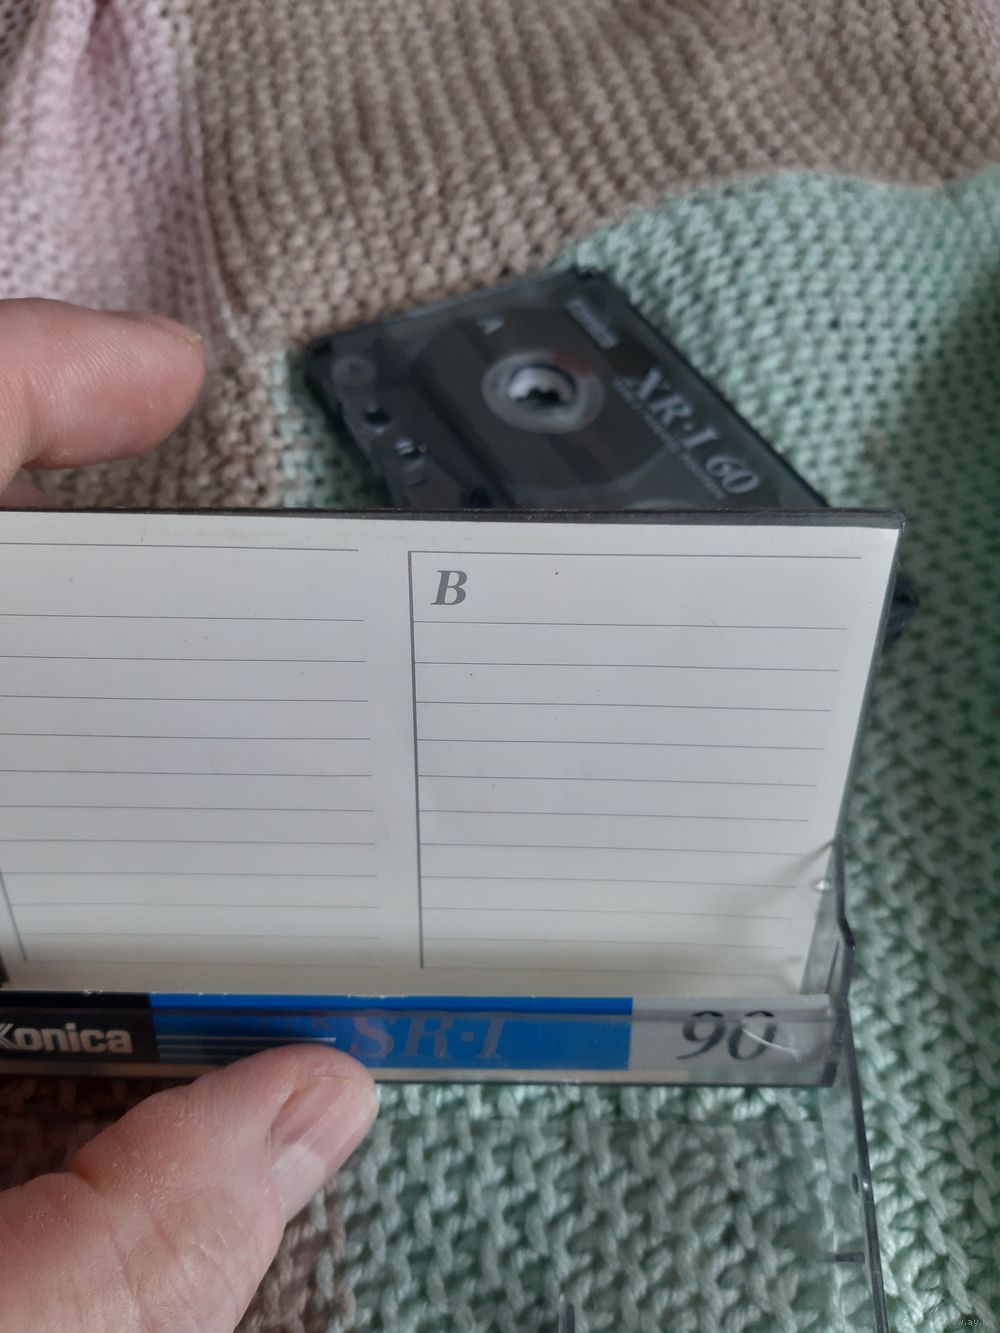 A
XR-I 60
B
Konica
SR-I
90